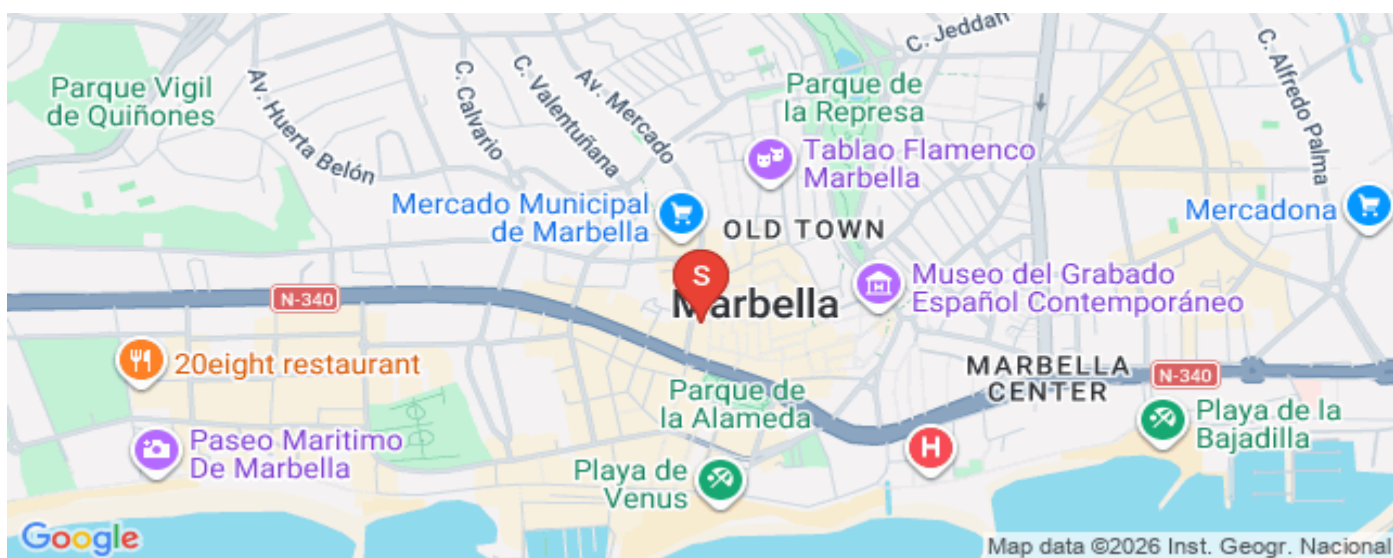 C. Jeddah
Parque Vigil
de Quiñones
Av. Huerta Belón
C. Calvario
C. Valentuñana
Av. Mercado
Parque de
la Represa
C. Alfredo Palma
Tablao Flamenco
Marbella
Mercado Municipal
de Marbella
OLD TOWN
Mercadona
S
Marbella
Museo del Grabado
Español Contemporáneo
N-340
20eight restaurant
MARBELLA
CENTER
N-340
Parque de
la Alameda
Paseo Maritimo
De Marbella
Playa de
Venus
H
Playa de la
Bajadilla
Google
Map data ©2026 Inst. Geogr. Nacional